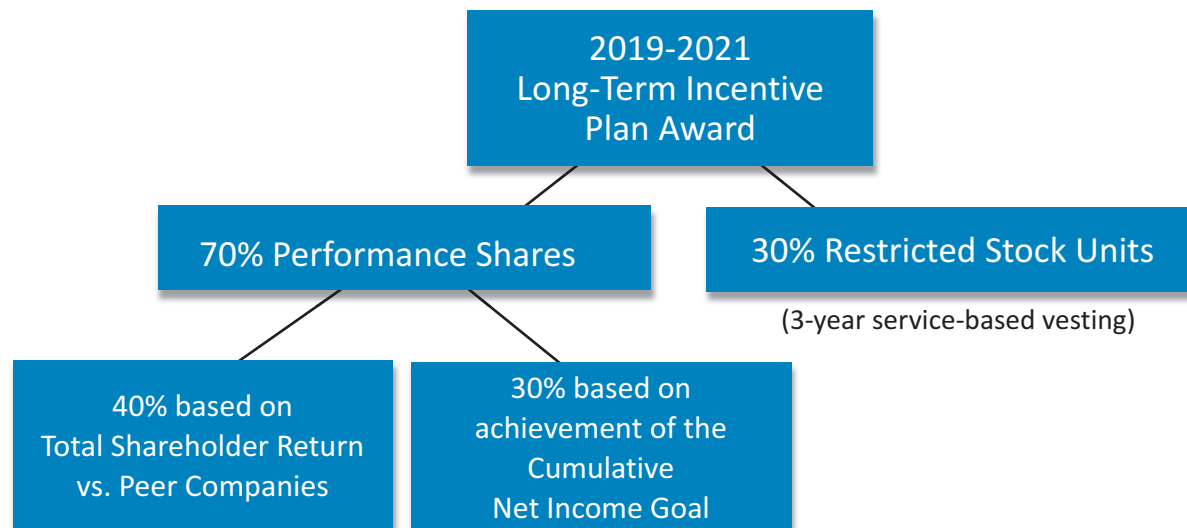 2019-2021
Long-Term Incentive
Plan Award
70% Performance Shares
30% Restricted Stock Units
(3-year service-based vesting)
40% based on
Total Shareholder Return
vs. Peer Companies
30% based on
achievement of the
Cumulative
Net Income Goal